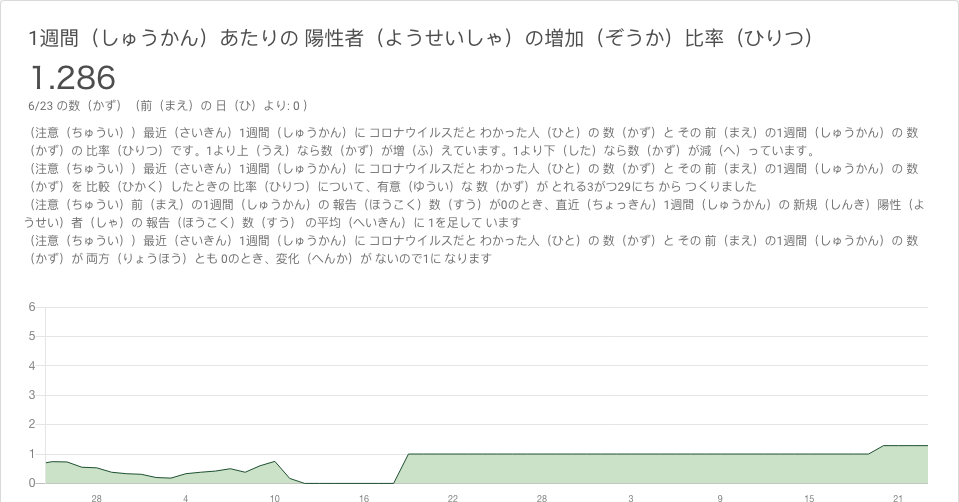 1週間（しゅうかん）あたりの 陽性者（ようせいしゃ）の増加（ぞうか）比率（ひりつ）
1.286
6/23 の数（かず）（前（まえ）の 日（ひ）より: 0 ）
（注意（ちゅうい））最近（さいきん）1週間（しゅうかん）に コロナウイルスだと わかった人（ひと）の 数（かず）と その 前（まえ）の1週間（しゅうかん）の 数
（かず）の 比率（ひりつ）です。1より上（うえ）なら数（かず）が増（ふ）えています。1より下（した）なら数（かず）が減（へ）っています。
（注意（ちゅうい））最近（さいきん）1週間（しゅうかん）に コロナウイルスだと わかった人（ひと）の 数（かず）と その 前（まえ）の1週間（しゅうかん）の 数
（かず）を 比較（ひかく）したときの 比率（ひりつ）について、有意（ゆうい）な 数（かず）が とれる3がつ29にち から つくりました
（注意（ちゅうい）前（まえ）の1週間（しゅうかん）の 報告（ほうこく）数（すう）が0のとき、直近（ちょっきん）1週間（しゅうかん）の 新規（しんき）陽性（よ
うせい）者（しゃ）の 報告（ほうこく）数（すう） の平均（へいきん）に 1を足して います
（注意（ちゅうい））最近（さいきん）1週間（しゅうかん）に コロナウイルスだと わかった人（ひと）の 数（かず）と その 前（まえ）の1週間（しゅうかん）の 数
（かず）が 両方（りょうほう）とも 0のとき、変化（へんか）が ないので1に なります
6
5
4
3
2
1
0
28 4 10 16 22 28 3 9 15 21